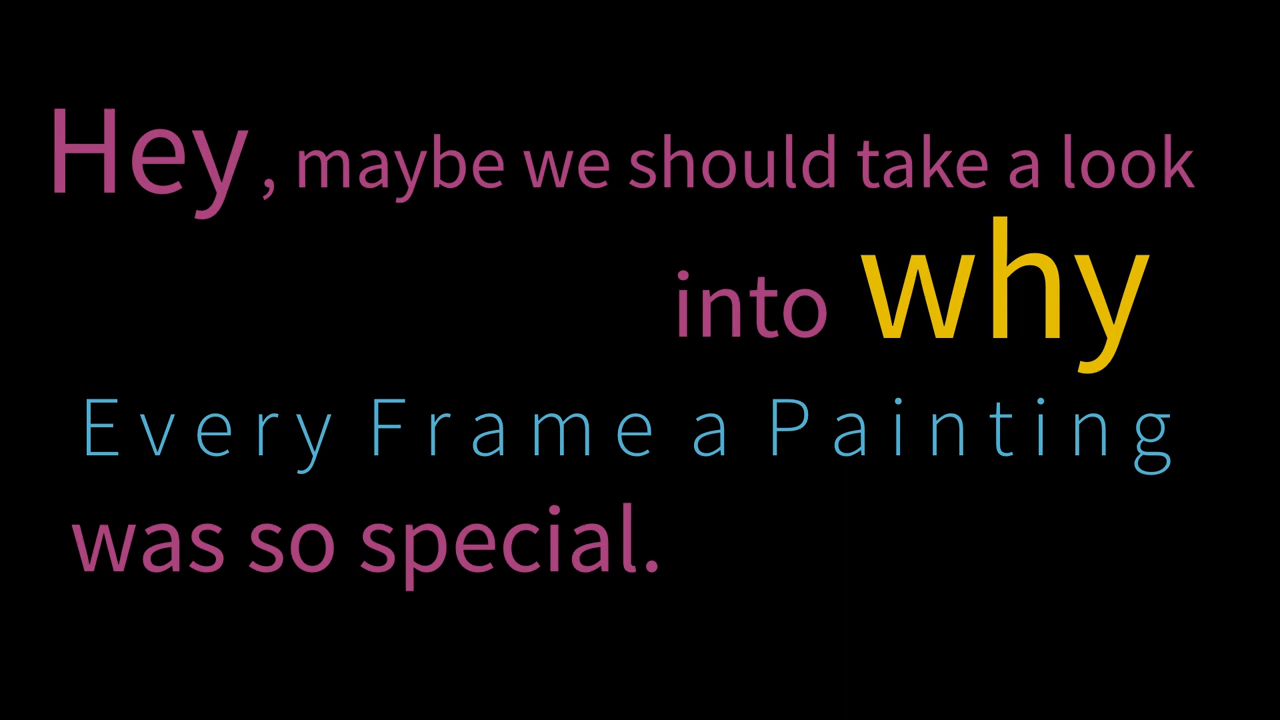 Hey, maybe we should take a look
into why
Every Frame a Painting
was so special.